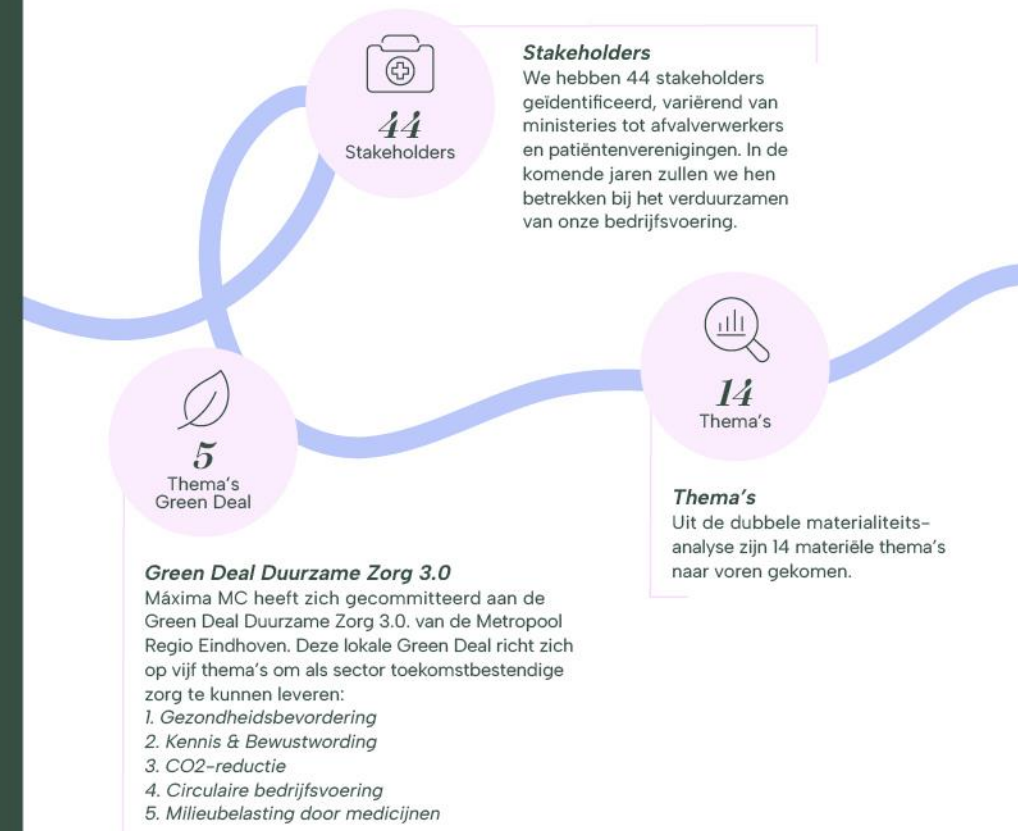 44
Stakeholders
Stakeholders
We hebben 44 stakeholders
geïdentificeerd, variërend van
ministeries tot afvalverwerkers
en patiëntenverenigingen. In de
komende jaren zullen we hen
betrekken bij het verduurzamen
van onze bedrijfsvoering.
14
Thema's
Thema's
Uit de dubbele materialiteits-
analyse zijn 14 materiële thema's
naar voren gekomen.
5
Thema's
Green Deal
Green Deal Duurzame Zorg 3.0
Máxima MC heeft zich gecommitteerd aan de
Green Deal Duurzame Zorg 3.0. van de Metropool
Regio Eindhoven. Deze lokale Green Deal richt zich
op vijf thema's om als sector toekomstbestendige
zorg te kunnen leveren:
1. Gezondheidsbevordering
2. Kennis & Bewustwording
3. CO2-reductie
4. Circulaire bedrijfsvoering
5. Milieubelasting door medicijnen